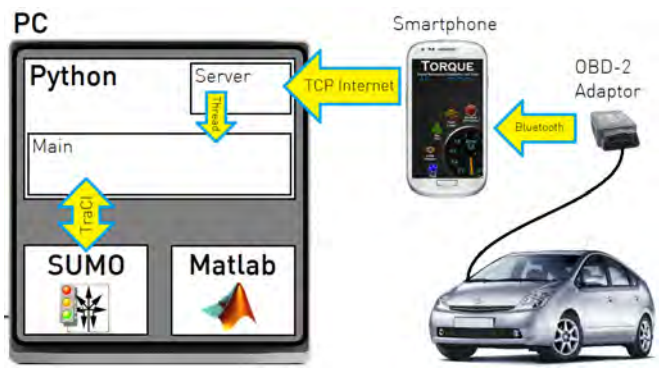 PC
Smartphone
Python
Server
TCP Internet
TORQUE
OBD-2
Adaptor
Thread
Bluetooth
Main
TraCI
SUMO
Matlab